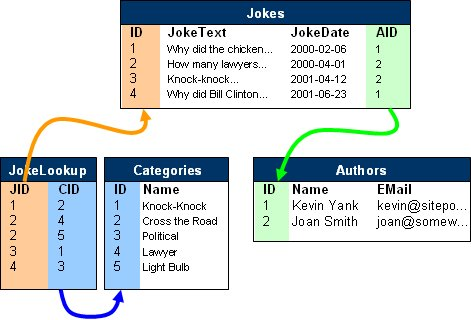 Jokes
ID JokeText JokeDate AID
1 Why did the chicken... 2000-02-06 1
2 How many lawyers... 2000-04-01 1
3 Knock-knock... 2001-04-12 2
4 Why did Bill Clinton... 2001-06-23 1
JokeLookup
JID CID
1 2
2 4
2 5
3 1
4 3
Categories
ID Name
1 Knock-Knock
2 Cross the Road
3 Political
4 Lawyer
5 Light Bulb
Authors
ID Name EMail
1 Kevin Yank kevin@sitepo...
2 Joan Smith joan@somew...